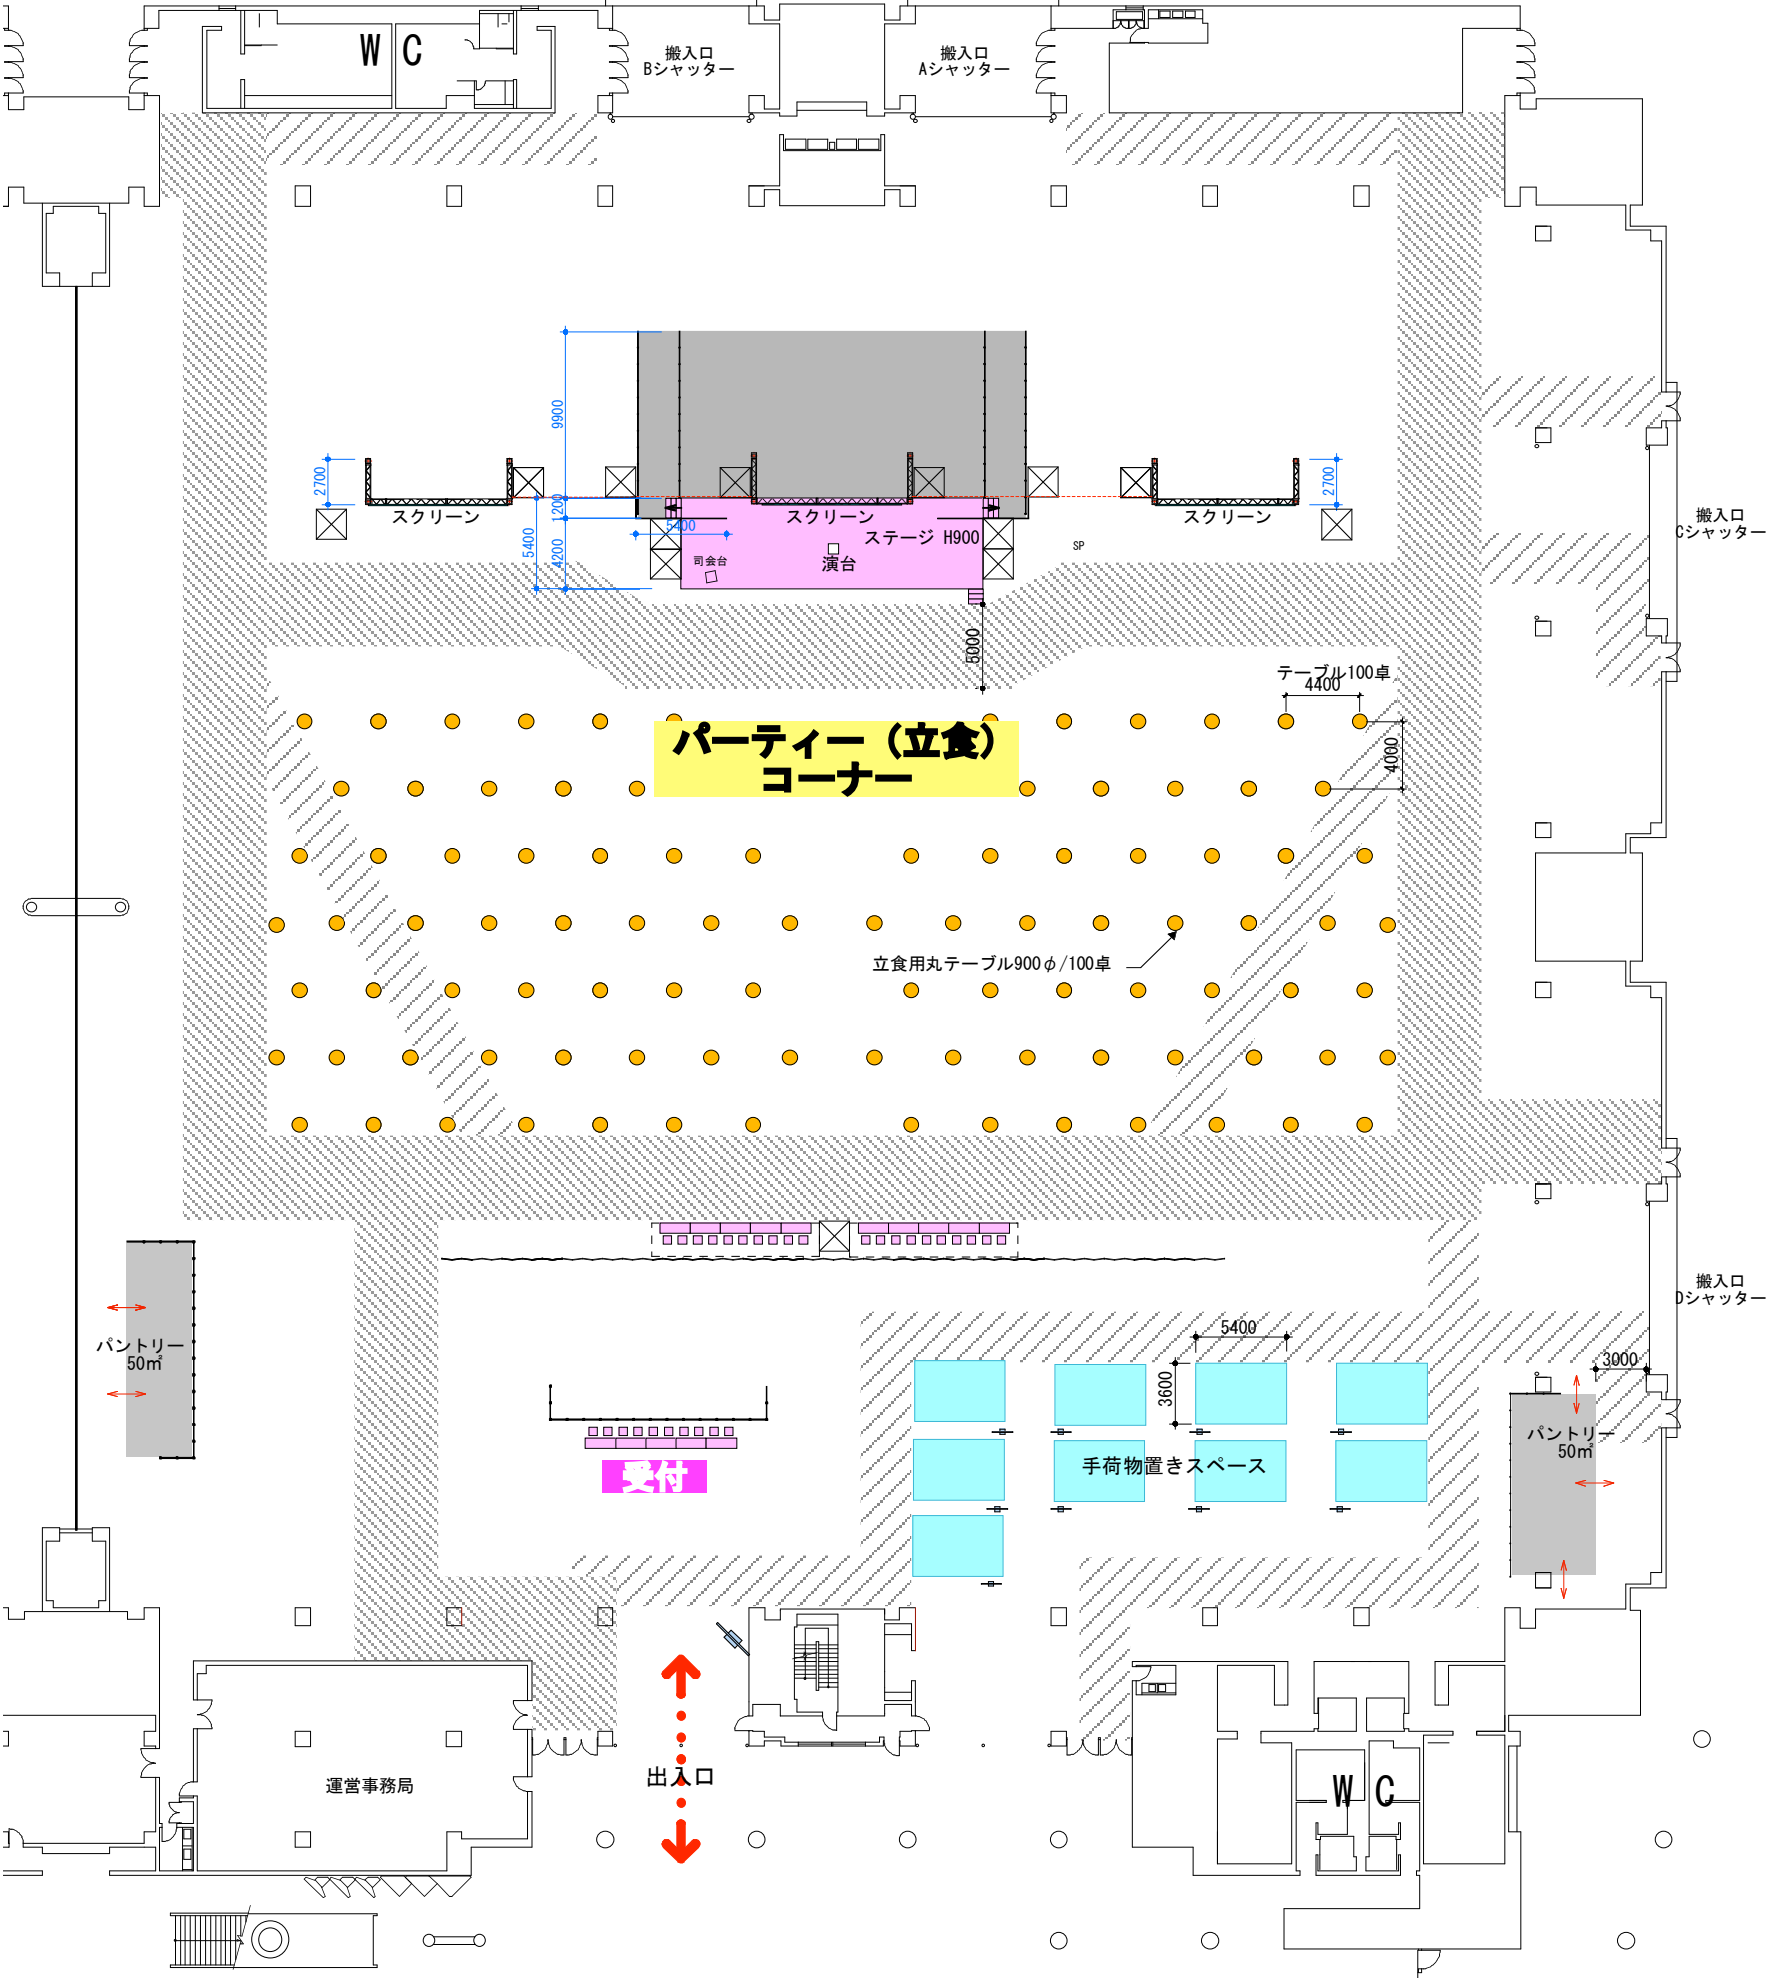 WC
搬入口
Bシャッター
搬入口
Aシャッター
9900
2700
2700
1200
スクリーン
スクリーン
スクリーン
5400
ステージ H900
5400
4200
司会台
演台
SP
搬入口
Cシャッター
5000
テーブル100卓
4400
4000
パーティー（立食）
コーナー
立食用丸テーブル900φ/100卓
搬入口
Dシャッター
パントリー
50㎡
5400
3600
3000
受付
手荷物置きスペース
パントリー
50㎡
出入口
運営事務局
WC